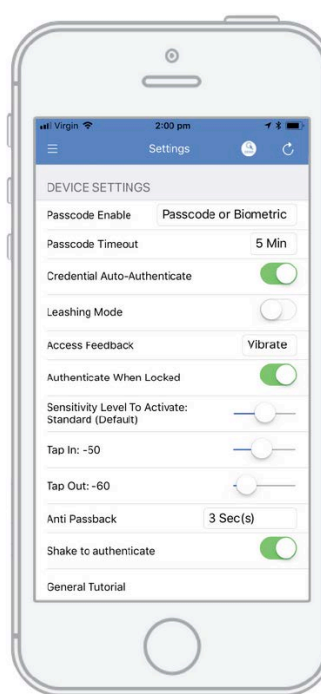 Virgin 2:00 pm
Settings
DEVICE SETTINGS
Passcode Enable Passcode or Biometric
Passcode Timeout 5 Min
Credential Auto-Authenticate
Leashing Mode
Access Feedback Vibrate
Authenticate When Locked
Sensitivity Level To Activate:
Standard (Default)
Tap In: -50
Tap Out: -60
Anti Passback 3 Sec(s)
Shake to authenticate
General Tutorial